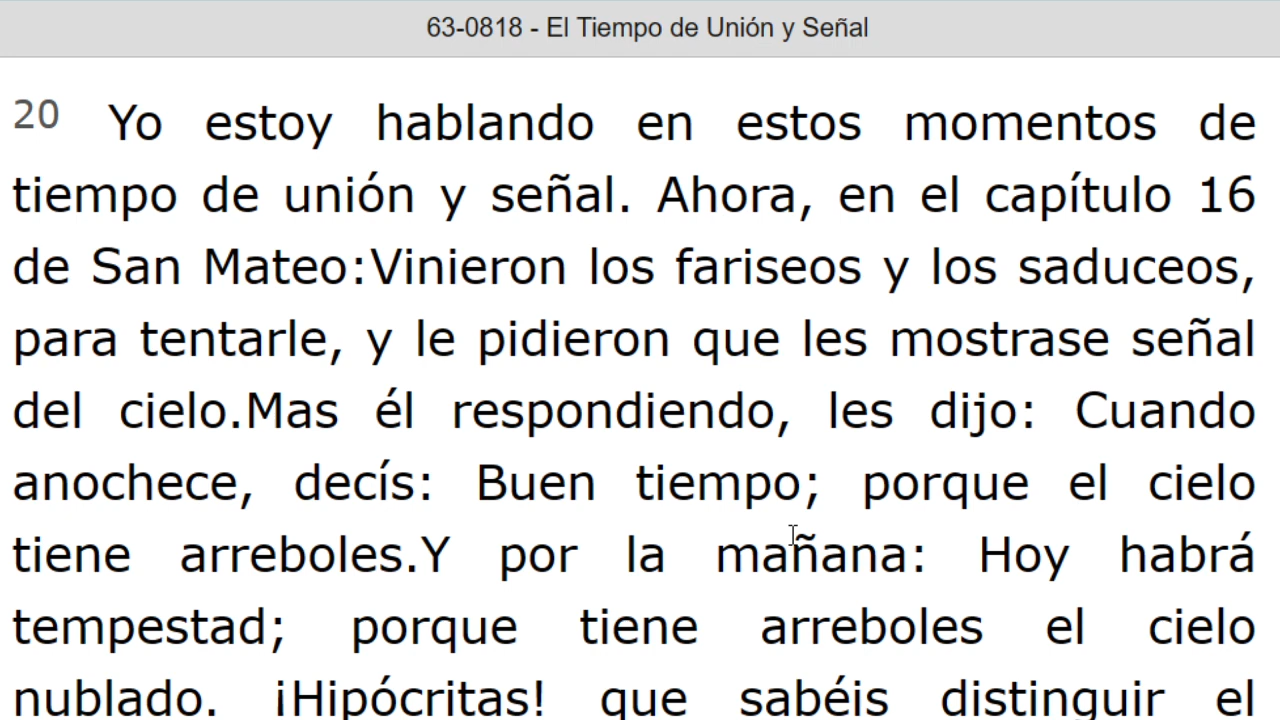 63-0818 - El Tiempo de Unión y Señal
20 Yo estoy hablando en estos momentos de
tiempo de unión y señal. Ahora, en el capítulo 16
de San Mateo:Vinieron los fariseos y los saduceos,
para tentarle, y le pidieron que les mostrase señal
del cielo.Mas él respondiendo, les dijo: Cuando
anochece, decís: Buen tiempo; porque el cielo
tiene arreboles.Y por la mañana: Hoy habrá
tempestad; porque tiene arreboles el cielo
nublado. ¡Hipócritas! que sabéis distinguir el